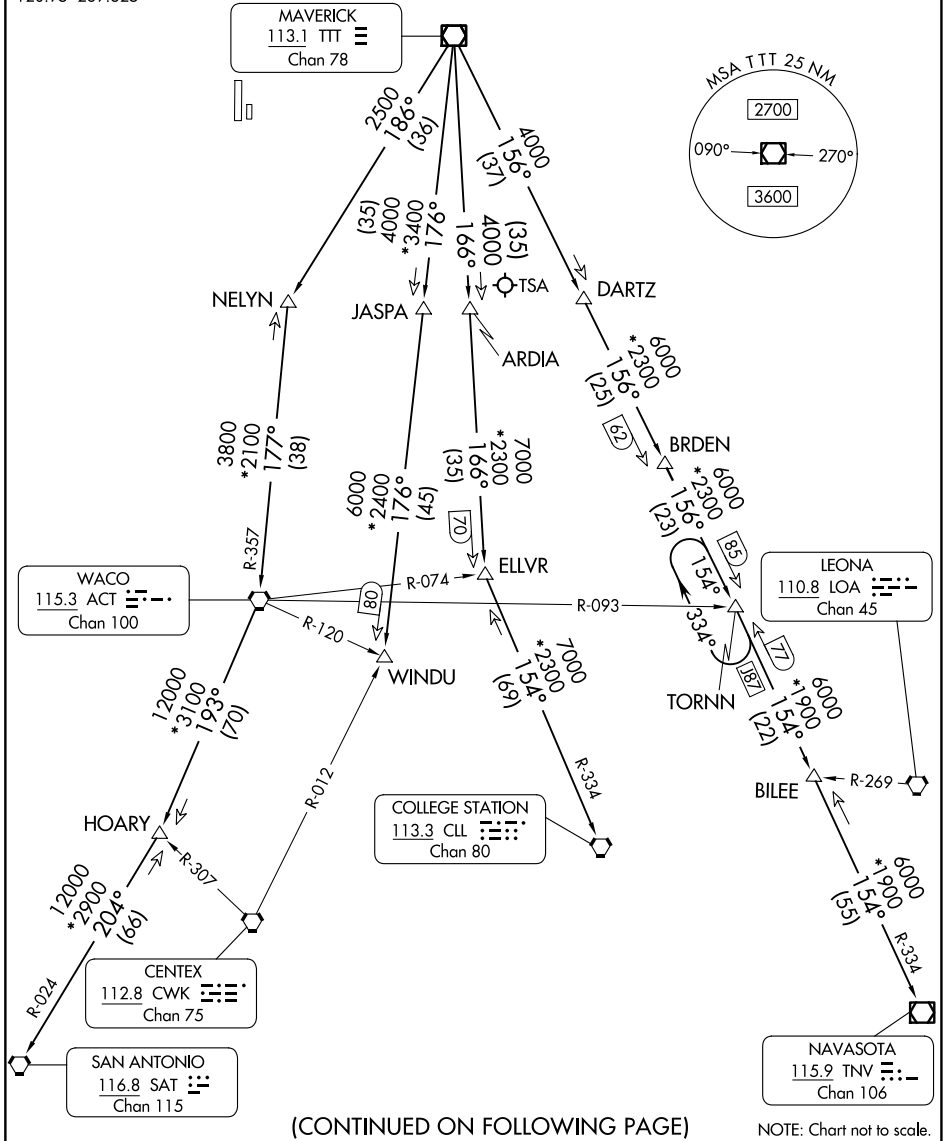 MAVERICK
113.1 TTT
Chan 78
MSA TTT 25 NM
2700
090°
270°
3600
2500
186°
(36)
(35)
4000
*3400
176°
(35)
4000
166°
4000
156°
(37)
TSA
NELYN
JASPA
ARDIA
DARTZ
3800
*2100
177°
(38)
6000
*2400
176°
(45)
7000
*2300
166°
(35)
6000
*2300
156°
(25)
62
BRDEN
6000
*2300
156°
(23)
85
70
80
R-357
WACO
115.3 ACT
Chan 100
R-074
ELLVR
R-093
R-120
WINDU
154°
334°
TORNN
J87
77
LEONA
110.8 LOA
Chan 45
6000
*1900
154°
(22)
BILEE
R-269
12000
*3100
193°
(70)
7000
*2300
154°
(69)
R-334
R-012
HOARY
R-307
COLLEGE STATION
113.3 CLL
Chan 80
12000
*2900
204°
(66)
R-024
6000
*1900
154°
(55)
R-334
CENTEX
112.8 CWK
Chan 75
SAN ANTONIO
116.8 SAT
Chan 115
NAVASOTA
115.9 TNV
Chan 106
(CONTINUED ON FOLLOWING PAGE)
NOTE: Chart not to scale.